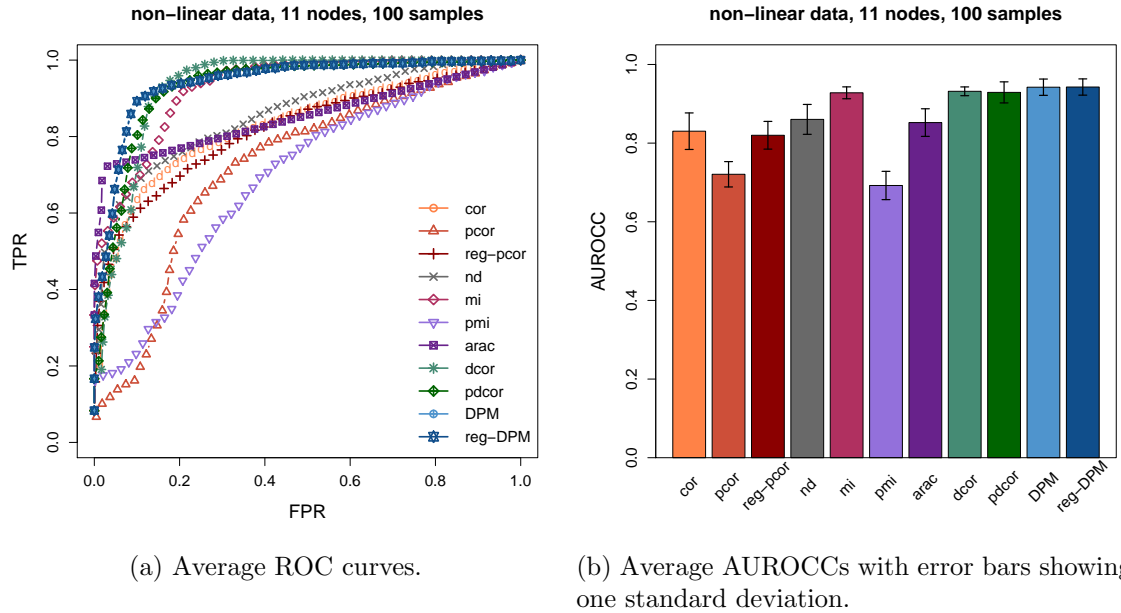 non−linear data, 11 nodes, 100 samples
TPR
0.0
0.2
0.4
0.6
0.8
1.0
0.0 0.2 0.4 0.6 0.8 1.0
FPR
cor
pcor
reg−pcor
nd
mi
pmi
arac
dcor
pdcor
DPM
reg−DPM
(a) Average ROC curves.
non−linear data, 11 nodes, 100 samples
AUROCC
0.0
0.2
0.4
0.6
0.8
1.0
cor pcor reg−pcor nd mi pmi arac dcor pdcor DPM reg−DPM
(b) Average AUROCCs with error bars showing
one standard deviation.